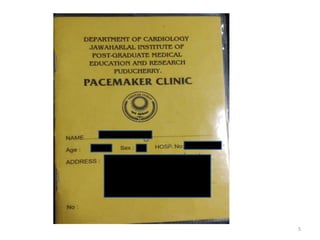 DEPARTMENT OF CARDIOLOGY
JAWAHARLAL INSTITUTE OF
POST-GRADUATE MEDICAL
EDUCATION AND RESEARCH
PUDUCHERRY.
PACEMAKER CLINIC
NAME
Age : Sex HOSP. No:
ADDRESS :
No :
1